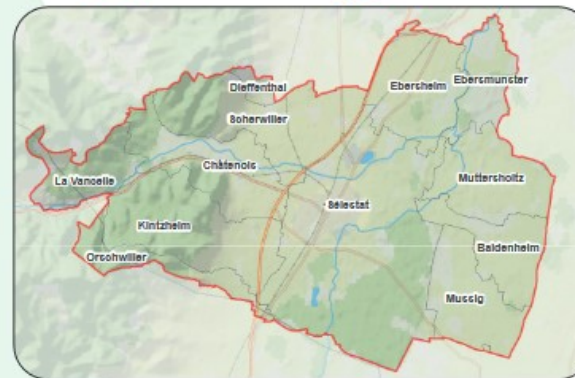 Dieffenthal
Ebersheim
Ebersmunster
Scherwiller
Châtenois
La Vancelle
Muttersholtz
Sélestat
Kintzheim
Baldenheim
Orschwiller
Mussig